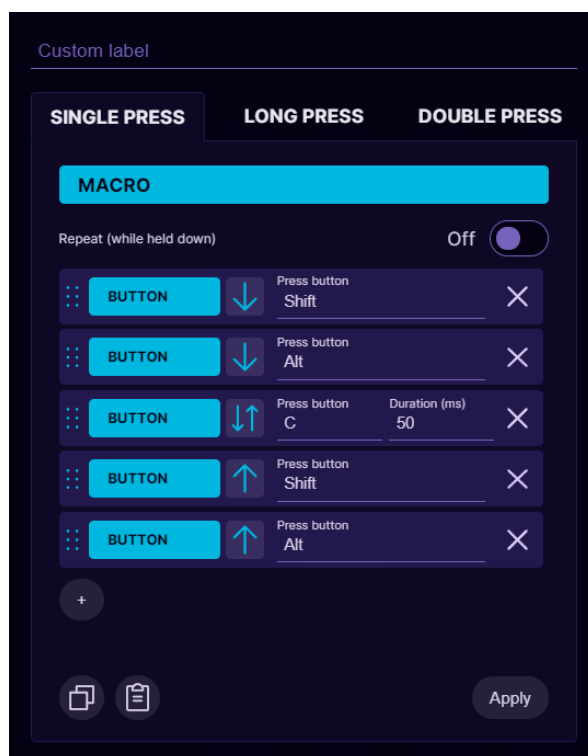 Custom label
SINGLE PRESS LONG PRESS DOUBLE PRESS
MACRO
Repeat (while held down) Off
BUTTON Press button Shift
BUTTON Press button Alt
BUTTON Press button C Duration (ms) 50
BUTTON Press button Shift
BUTTON Press button Alt
+
Apply